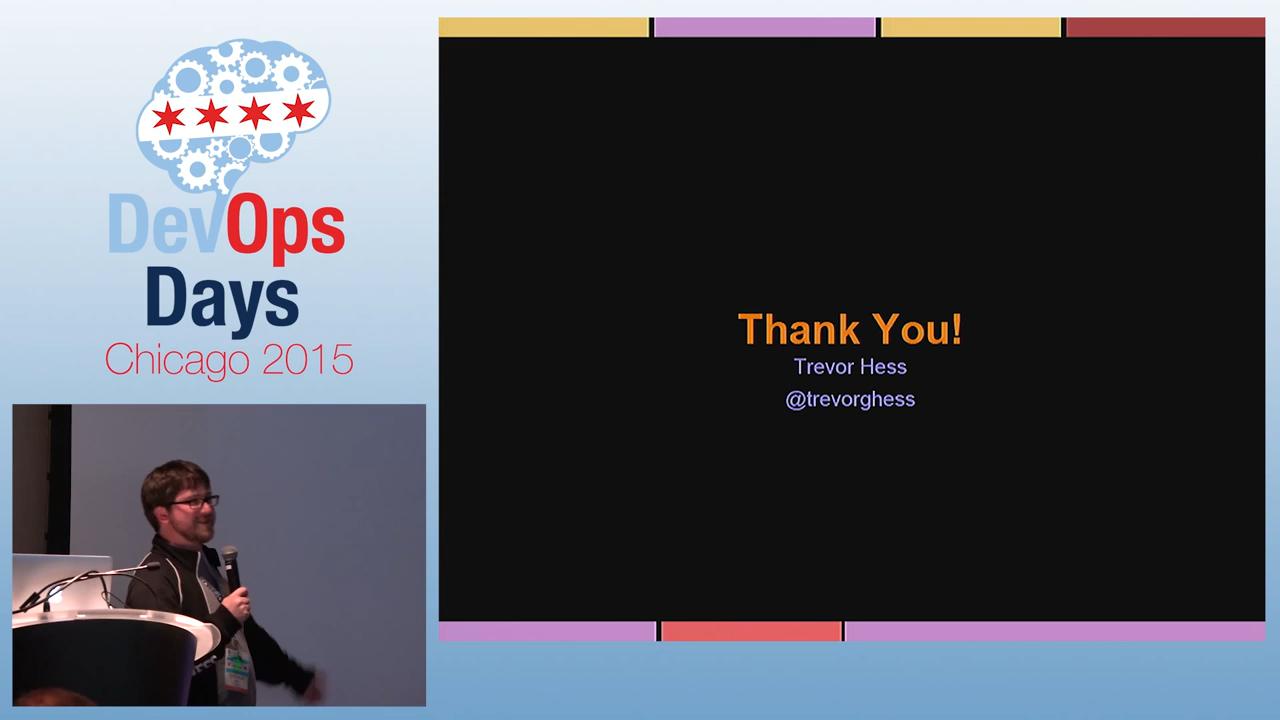 DevOps
Days
Chicago 2015
Thank You!
Trevor Hess
@trevorghess